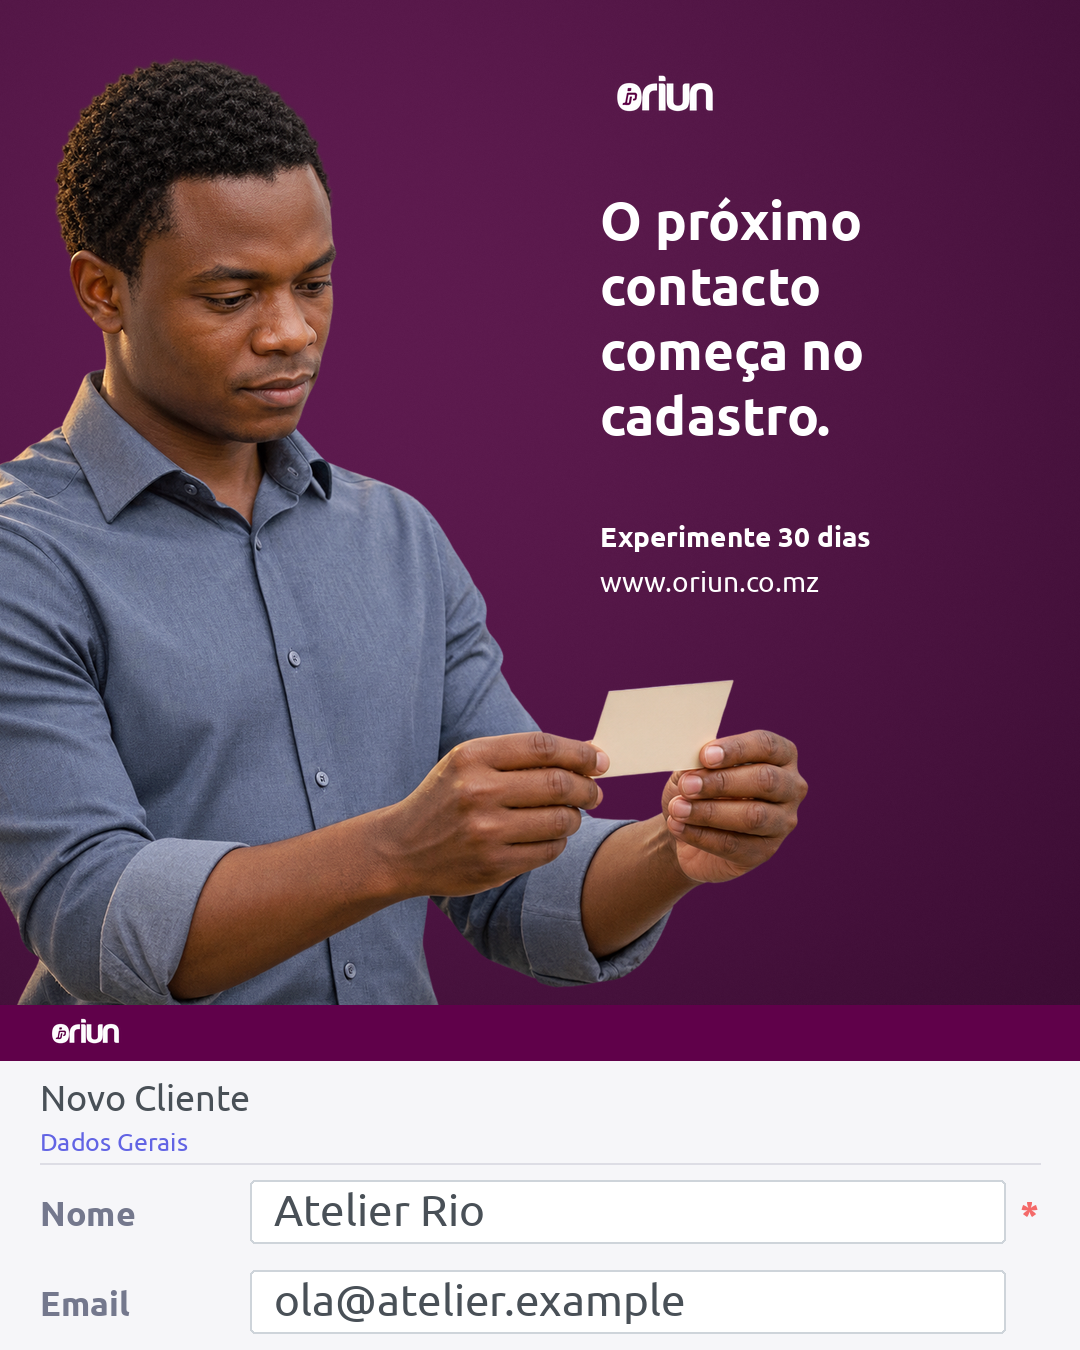 oriun
O próximo
contacto
começa no
cadastro.
Experimente 30 dias
www.oriun.co.mz
oriun
Novo Cliente
Dados Gerais
Nome
Atelier Rio
*
Email
ola@atelier.example